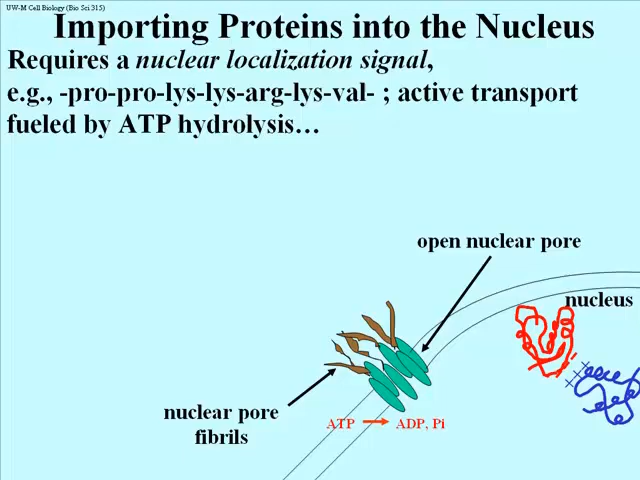 UW-M Cell Biology (Bio Sci 315)
Importing Proteins into the Nucleus
Requires a nuclear localization signal,
e.g., -pro-pro-lys-lys-arg-lys-val- ; active transport
fueled by ATP hydrolysis…
open nuclear pore
nucleus
nuclear pore
fibrils
ATP ADP, Pi